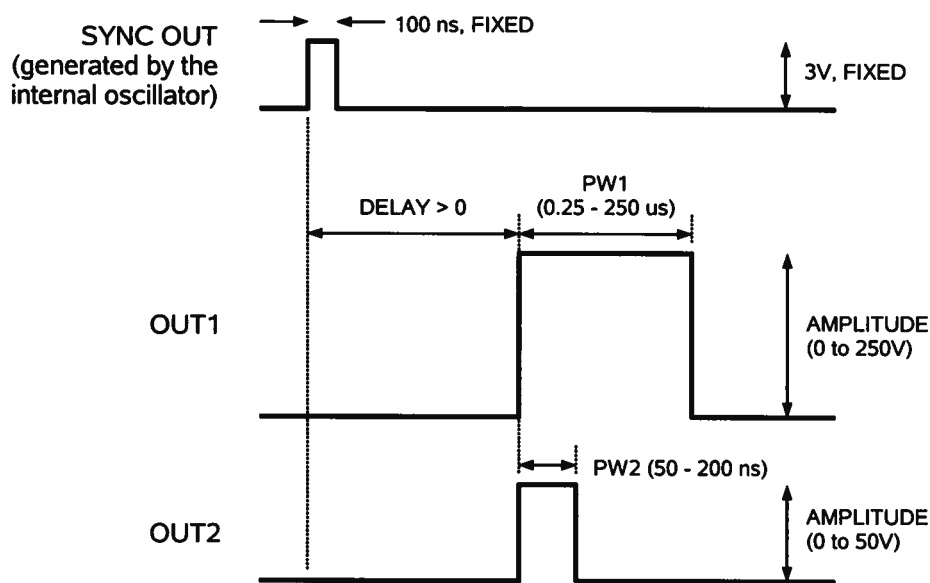 100 ns, FIXED
SYNC OUT
(generated by the
internal oscillator)
3V, FIXED
PW1
(0.25 - 250 us)
DELAY > 0
OUT1
AMPLITUDE
(0 to 250V)
PW2 (50 - 200 ns)
OUT2
AMPLITUDE
(0 to 50V)